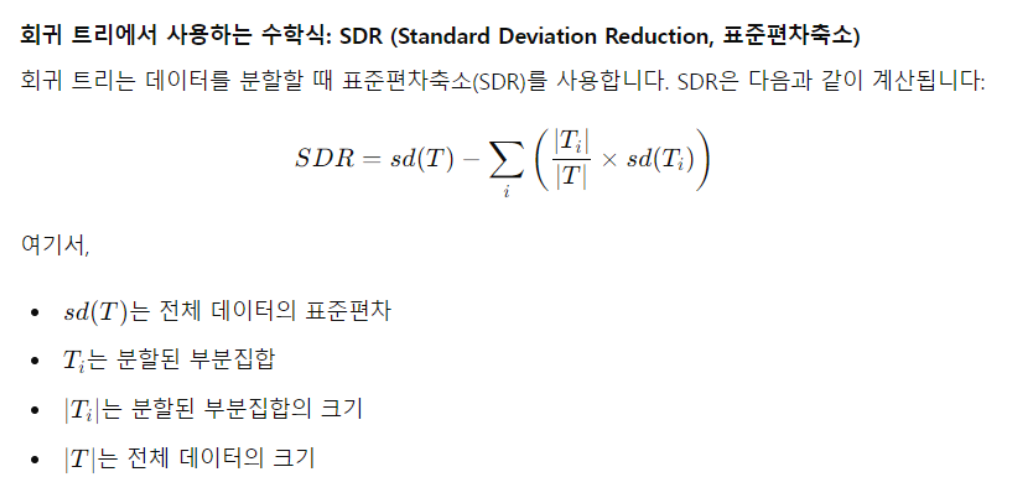 회귀 트리에서 사용하는 수학식: SDR (Standard Deviation Reduction, 표준편차축소)
회귀 트리는 데이터를 분할할 때 표준편차축소(SDR)를 사용합니다. SDR은 다음과 같이 계산됩니다:
$SDR = sd(T) - \sum_{i} \left( \frac{|T_i|}{|T|} \times sd(T_i) \right)$
여기서,
• $sd(T)$는 전체 데이터의 표준편차
• $T_i$는 분할된 부분집합
• $|T_i|$는 분할된 부분집합의 크기
• $|T|$는 전체 데이터의 크기